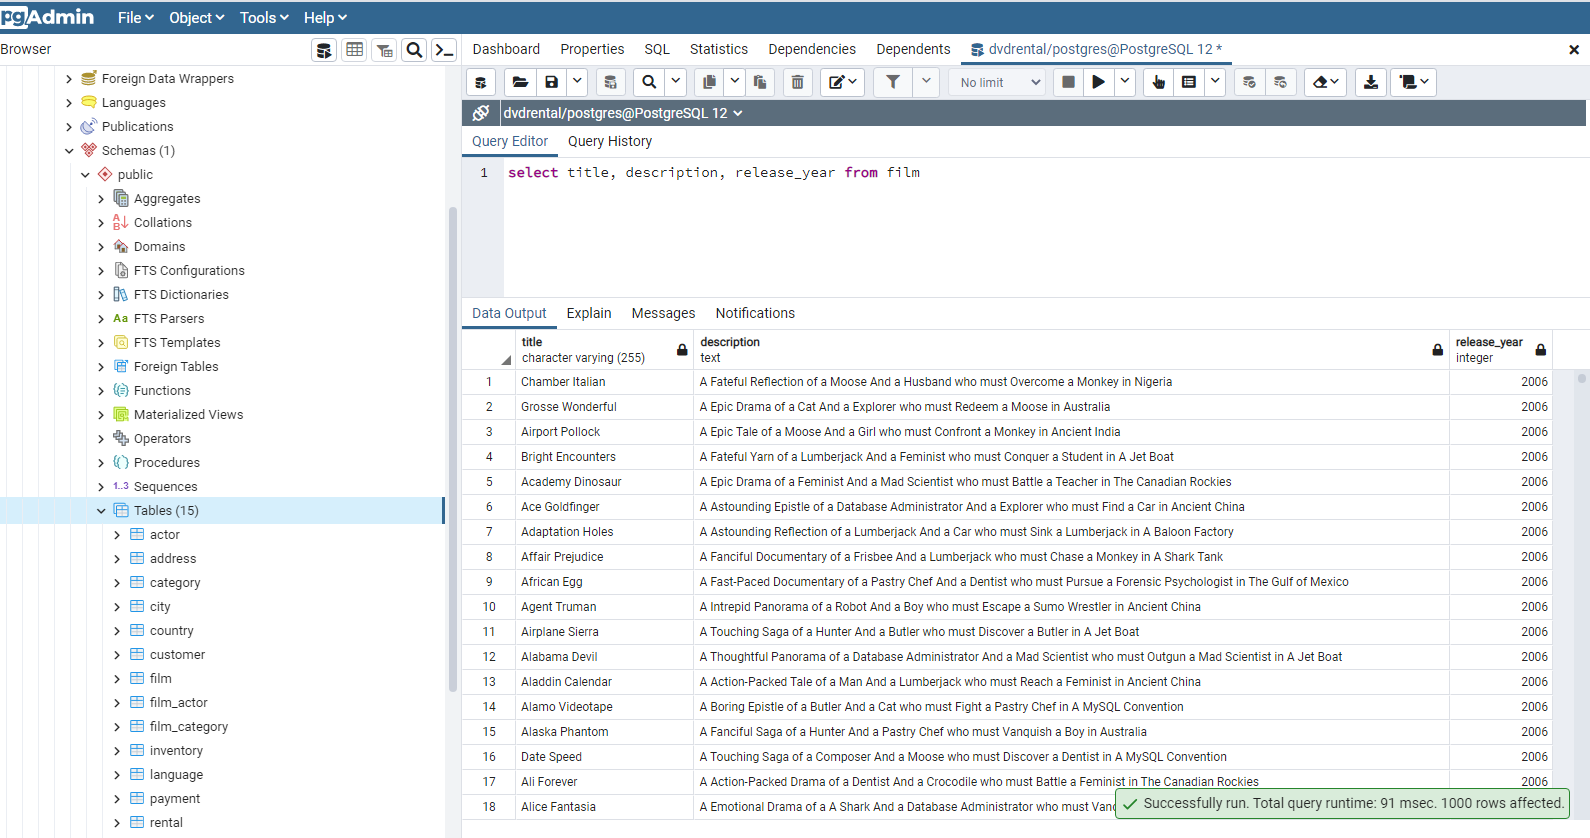 pgAdmin File Object Tools Help
Browser
Dashboard Properties SQL Statistics Dependencies Dependents dvdrental/postgres@PostgreSQL 12 *
No limit
dvdrental/postgres@PostgreSQL 12
Query Editor Query History
1 select title, description, release_year from film
Foreign Data Wrappers
Languages
Publications
Schemas (1)
public
Aggregates
Collations
Domains
FTS Configurations
FTS Dictionaries
Aa FTS Parsers
FTS Templates
Foreign Tables
Functions
Materialized Views
Operators
Procedures
1..3 Sequences
Tables (15)
actor
address
category
city
country
customer
film
film_actor
film_category
inventory
language
payment
rental
Data Output Explain Messages Notifications
title description release_year
character varying (255) text integer
1 Chamber Italian A Fateful Reflection of a Moose And a Husband who must Overcome a Monkey in Nigeria 2006
2 Grosse Wonderful A Epic Drama of a Cat And a Explorer who must Redeem a Moose in Australia 2006
3 Airport Pollock A Epic Tale of a Moose And a Girl who must Confront a Monkey in Ancient India 2006
4 Bright Encounters A Fateful Yarn of a Lumberjack And a Feminist who must Conquer a Student in A Jet Boat 2006
5 Academy Dinosaur A Epic Drama of a Feminist And a Mad Scientist who must Battle a Teacher in The Canadian Rockies 2006
6 Ace Goldfinger A Astounding Epistle of a Database Administrator And a Explorer who must Find a Car in Ancient China 2006
7 Adaptation Holes A Astounding Reflection of a Lumberjack And a Car who must Sink a Lumberjack in A Baloon Factory 2006
8 Affair Prejudice A Fanciful Documentary of a Frisbee And a Lumberjack who must Chase a Monkey in A Shark Tank 2006
9 African Egg A Fast-Paced Documentary of a Pastry Chef And a Dentist who must Pursue a Forensic Psychologist in The Gulf of Mexico 2006
10 Agent Truman A Intrepid Panorama of a Robot And a Boy who must Escape a Sumo Wrestler in Ancient China 2006
11 Airplane Sierra A Touching Saga of a Hunter And a Butler who must Discover a Butler in A Jet Boat 2006
12 Alabama Devil A Thoughtful Panorama of a Database Administrator And a Mad Scientist who must Outgun a Mad Scientist in A Jet Boat 2006
13 Aladdin Calendar A Action-Packed Tale of a Man And a Lumberjack who must Reach a Feminist in Ancient China 2006
14 Alamo Videotape A Boring Epistle of a Butler And a Cat who must Fight a Pastry Chef in A MySQL Convention 2006
15 Alaska Phantom A Fanciful Saga of a Hunter And a Pastry Chef who must Vanquish a Boy in Australia 2006
16 Date Speed A Touching Saga of a Composer And a Moose who must Discover a Dentist in A MySQL Convention 2006
17 Ali Forever A Action-Packed Drama of a Dentist And a Crocodile who must Battle a Feminist in The Canadian Rockies 2006
18 Alice Fantasia A Emotional Drama of a A Shark And a Database Administrator who must
Successfully run. Total query runtime: 91 msec. 1000 rows affected.